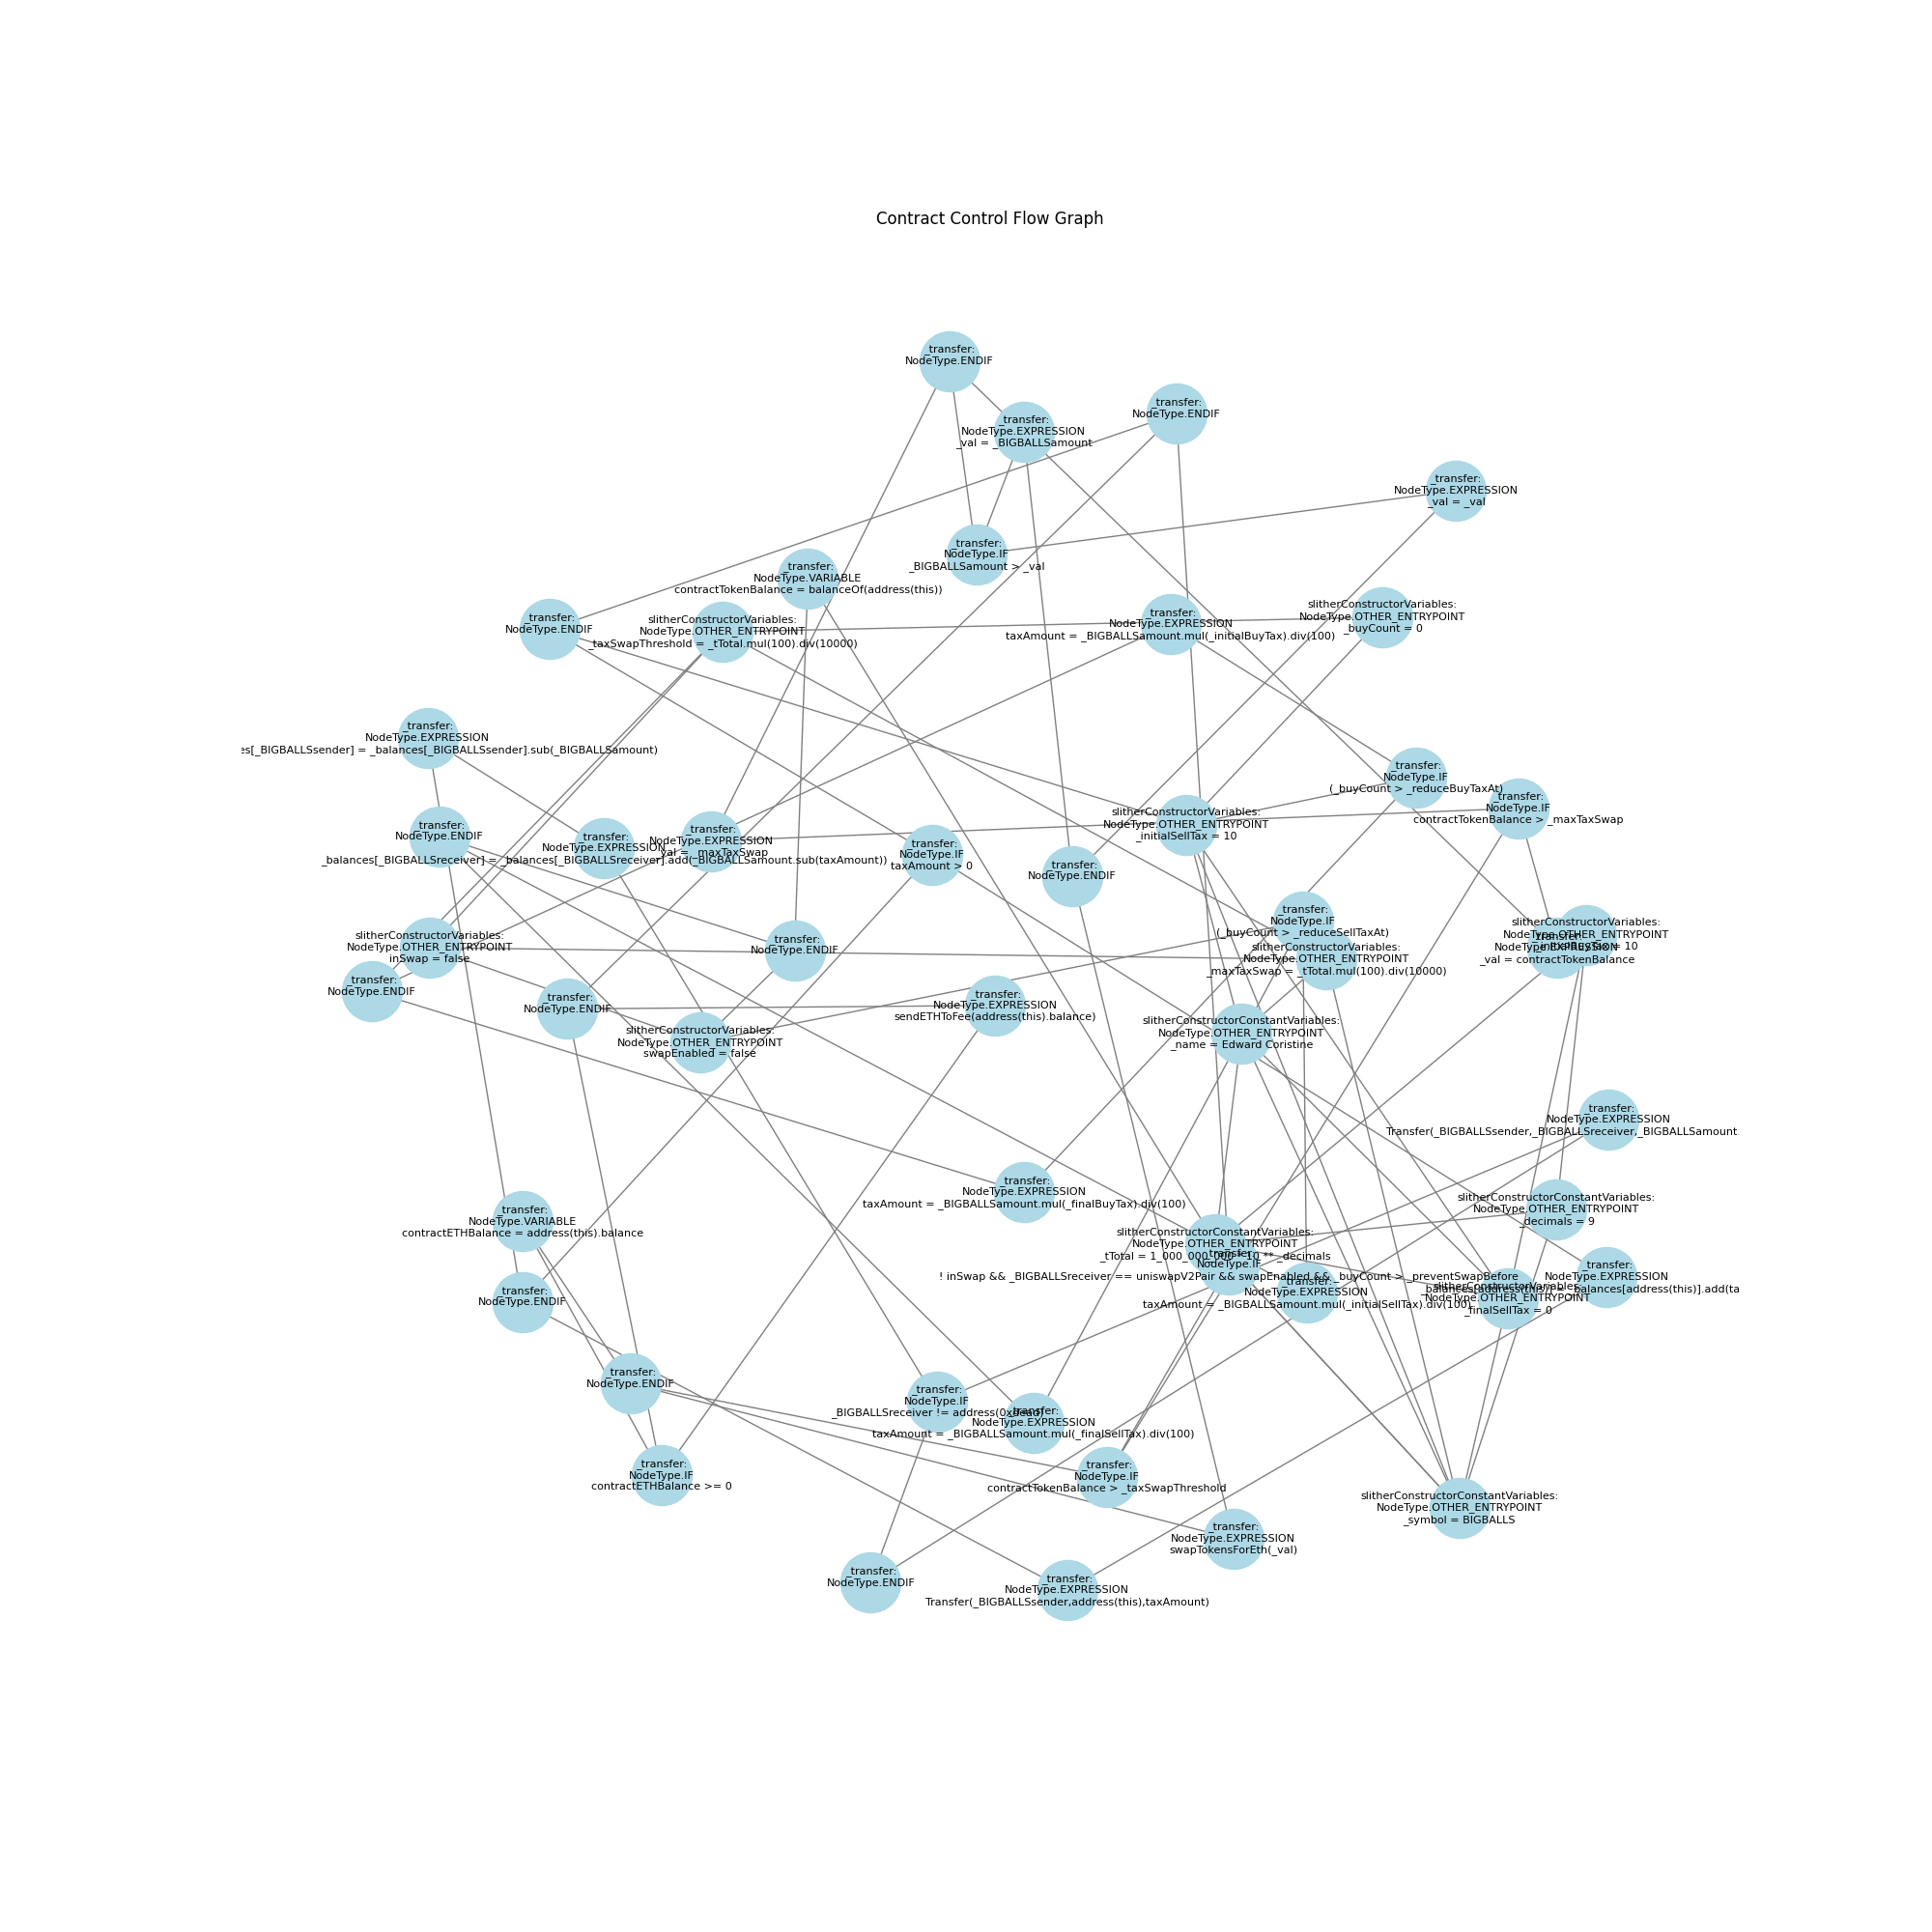 Contract Control Flow Graph
_transfer:
NodeType.ENDIF
_transfer:
NodeType.ENDIF
_transfer:
NodeType.EXPRESSION
_val = _BIGBALLSamount
_transfer:
NodeType.EXPRESSION
_val = _val
_transfer:
NodeType.IF
_BIGBALLSamount > _val
_transfer:
NodeType.VARIABLE
contractTokenBalance = balanceOf(address(this))
_transfer:
NodeType.ENDIF
slitherConstructorVariables:
NodeType.OTHER_ENTRYPOINT
_taxSwapThreshold = _tTotal.mul(100).div(10000)
_transfer:
NodeType.EXPRESSION
taxAmount = _BIGBALLSamount.mul(_initialBuyTax).div(100)
slitherConstructorVariables:
NodeType.OTHER_ENTRYPOINT
_buyCount = 0
_transfer:
NodeType.EXPRESSION
es[_BIGBALLSsender] = _balances[_BIGBALLSsender].sub(_BIGBALLSamount)
_transfer:
NodeType.IF
(_buyCount > _reduceBuyTaxAt)
_transfer:
NodeType.IF
contractTokenBalance > _maxTaxSwap
_transfer:
NodeType.ENDIF
_transfer:
NodeType.EXPRESSION
_balances[_BIGBALLSreceiver] = _balances[_BIGBALLSreceiver].add(_BIGBALLSamount.sub(taxAmount))
_transfer:
NodeType.EXPRESSION
_val = _maxTaxSwap
_transfer:
NodeType.IF
taxAmount > 0
slitherConstructorVariables:
NodeType.OTHER_ENTRYPOINT
_initialSellTax = 10
_transfer:
NodeType.ENDIF
_transfer:
NodeType.IF
(_buyCount > _reduceSellTaxAt)
slitherConstructorVariables:
NodeType.OTHER_ENTRYPOINT
_initialBuyTax = 10
_transfer:
NodeType.EXPRESSION
_val = contractTokenBalance
slitherConstructorVariables:
NodeType.OTHER_ENTRYPOINT
inSwap = false
_transfer:
NodeType.ENDIF
slitherConstructorVariables:
NodeType.OTHER_ENTRYPOINT
_maxTaxSwap = _tTotal.mul(100).div(10000)
_transfer:
NodeType.ENDIF
_transfer:
NodeType.ENDIF
_transfer:
NodeType.EXPRESSION
sendETHToFee(address(this).balance)
slitherConstructorVariables:
NodeType.OTHER_ENTRYPOINT
swapEnabled = false
slitherConstructorConstantVariables:
NodeType.OTHER_ENTRYPOINT
_name = Edward Coristine
_transfer:
NodeType.EXPRESSION
Transfer(_BIGBALLSsender,_BIGBALLSreceiver,_BIGBALLSamount
_transfer:
NodeType.EXPRESSION
taxAmount = _BIGBALLSamount.mul(_finalBuyTax).div(100)
slitherConstructorConstantVariables:
NodeType.OTHER_ENTRYPOINT
_decimals = 9
_transfer:
NodeType.VARIABLE
contractETHBalance = address(this).balance
slitherConstructorConstantVariables:
NodeType.OTHER_ENTRYPOINT
_tTotal = 1_000_000_000 * 10 ** _decimals
_transfer:
NodeType.IF
! inSwap && _BIGBALLSreceiver == uniswapV2Pair && swapEnabled && _buyCount > _preventSwapBefore
_transfer:
NodeType.EXPRESSION
_balances[address(this)] = _balances[address(this)].add(ta
_transfer:
NodeType.EXPRESSION
taxAmount = _BIGBALLSamount.mul(_initialSellTax).div(100)
slitherConstructorVariables:
NodeType.OTHER_ENTRYPOINT
_finalSellTax = 0
_transfer:
NodeType.ENDIF
_transfer:
NodeType.ENDIF
_transfer:
NodeType.IF
_BIGBALLSreceiver != address(0xdead)
_transfer:
NodeType.EXPRESSION
taxAmount = _BIGBALLSamount.mul(_finalSellTax).div(100)
_transfer:
NodeType.IF
contractETHBalance >= 0
_transfer:
NodeType.IF
contractTokenBalance > _taxSwapThreshold
slitherConstructorConstantVariables:
NodeType.OTHER_ENTRYPOINT
_symbol = BIGBALLS
_transfer:
NodeType.EXPRESSION
swapTokensForEth(_val)
_transfer:
NodeType.ENDIF
_transfer:
NodeType.EXPRESSION
Transfer(_BIGBALLSsender,address(this),taxAmount)